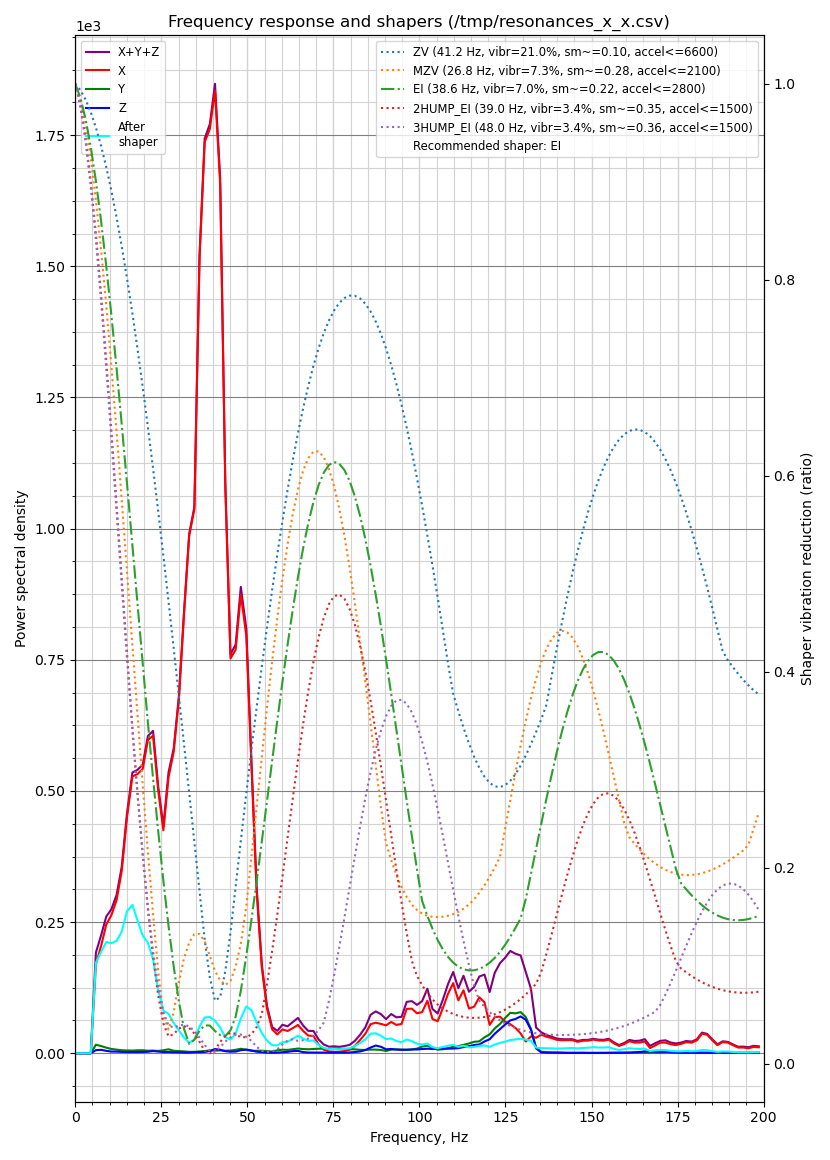 Frequency response and shapers (/tmp/resonances_x_x.csv)
1e3
X+Y+Z
X
Y
Z
After
shaper
ZV (41.2 Hz, vibr=21.0%, sm~=0.10, accel<=6600)
MZV (26.8 Hz, vibr=7.3%, sm~=0.28, accel<=2100)
EI (38.6 Hz, vibr=7.0%, sm~=0.22, accel<=2800)
2HUMP_EI (39.0 Hz, vibr=3.4%, sm~=0.35, accel<=1500)
3HUMP_EI (48.0 Hz, vibr=3.4%, sm~=0.36, accel<=1500)
Recommended shaper: EI
Power spectral density
1.75
1.50
1.25
1.00
0.75
0.50
0.25
0.00
1.0
0.8
0.6
0.4
0.2
0.0
Shaper vibration reduction (ratio)
0 25 50 75 100 125 150 175 200
Frequency, Hz